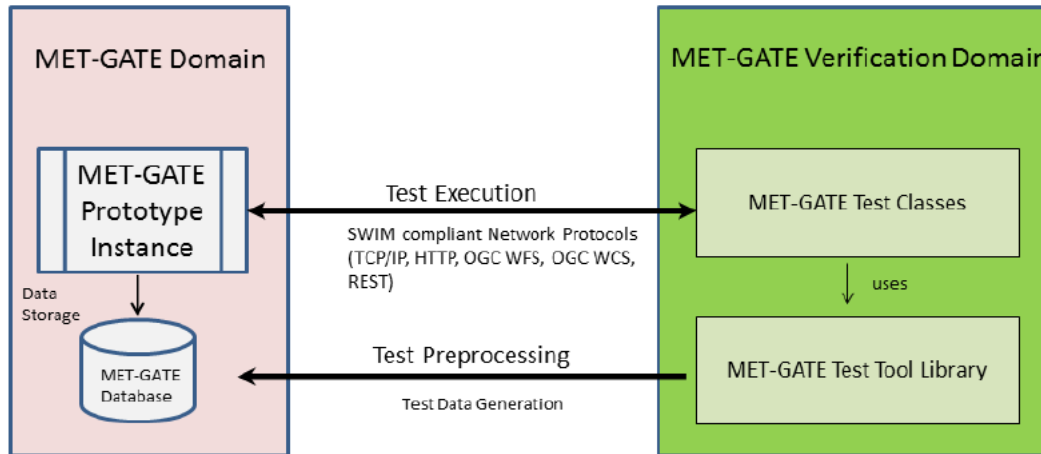 MET-GATE Domain
MET-GATE
Prototype
Instance
Data
Storage
MET-GATE
Database
Test Execution
SWIM compliant Network Protocols
(TCP/IP, HTTP, OGC WFS, OGC WCS,
REST)
Test Preprocessing
Test Data Generation
MET-GATE Verification Domain
MET-GATE Test Classes
uses
MET-GATE Test Tool Library